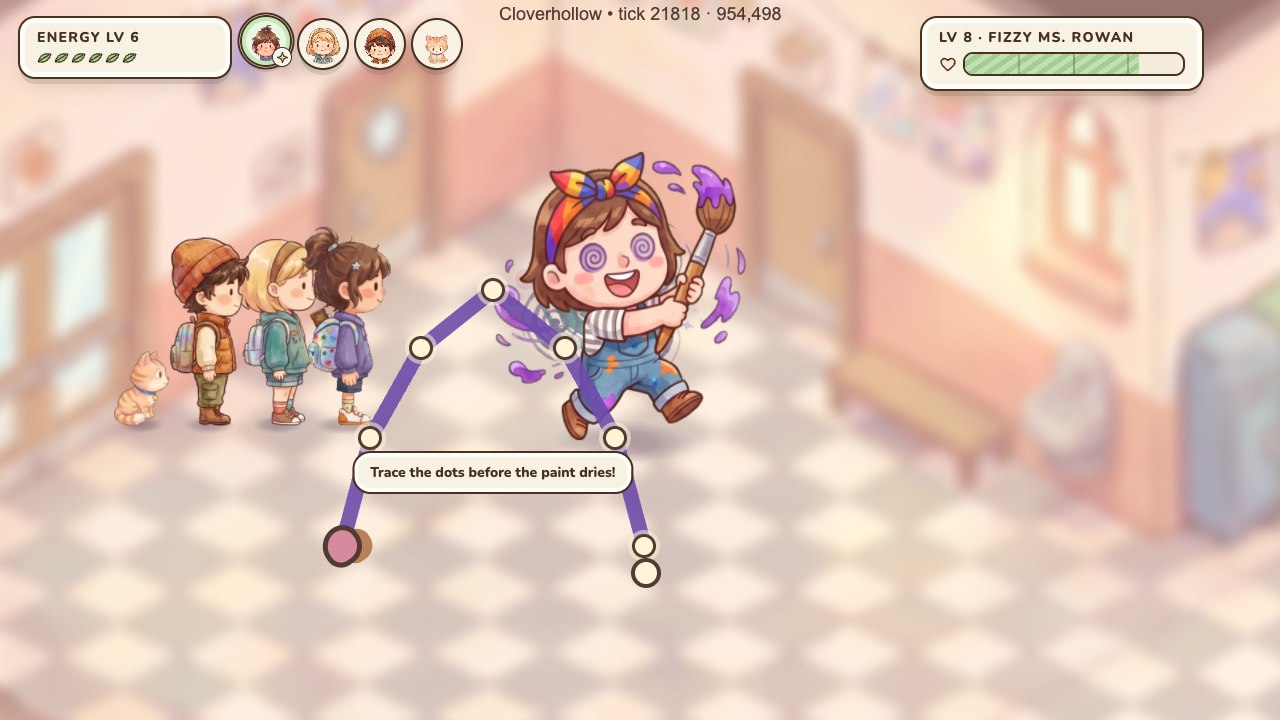 Cloverhollow • tick 21818 · 954,498
ENERGY LV 6
LV 8 · FIZZY MS. ROWAN
Trace the dots before the paint dries!